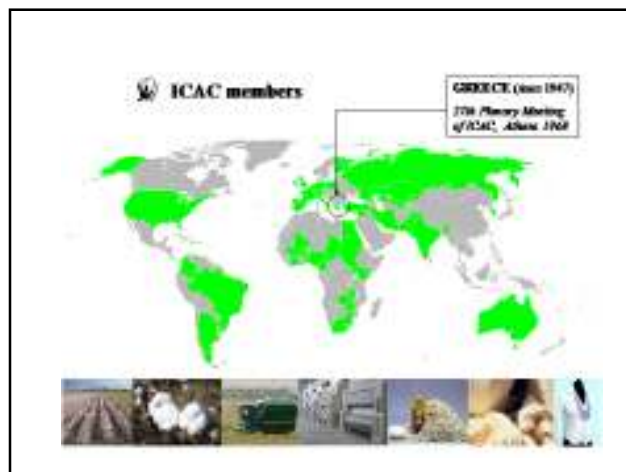 ICAC members
GREECE (since 1947)
27th Plenary Meeting
of ICAC, Athens 1968